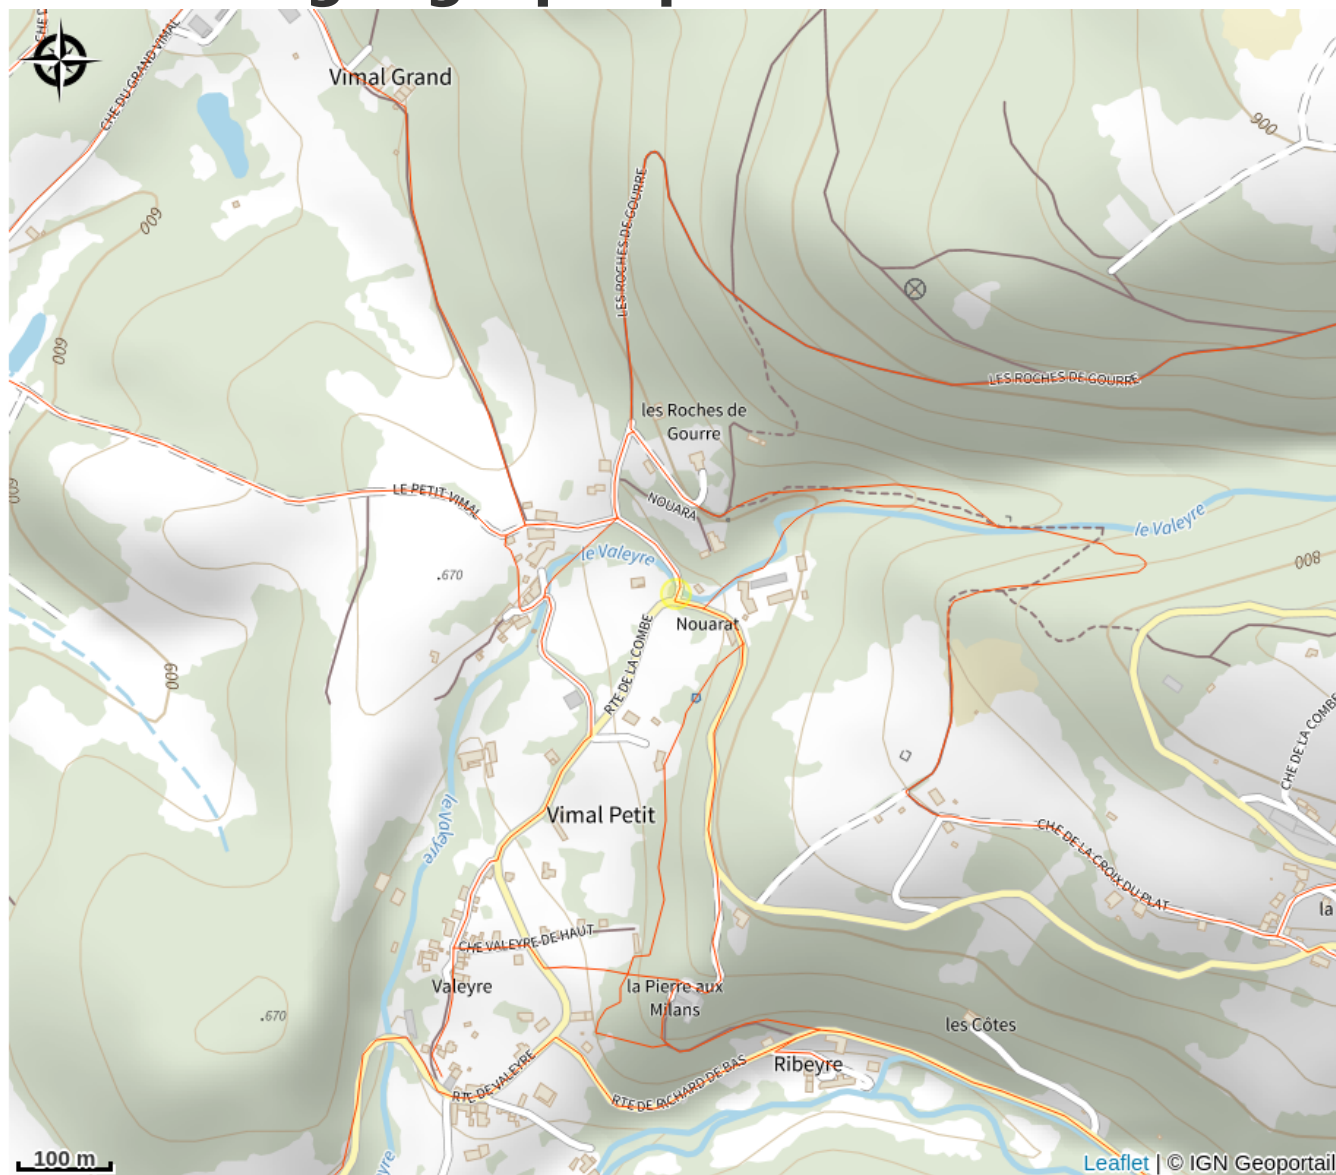 CHE DU GRAND VIMAL
Vimal Grand
900
600
LES ROCHES DE GOURRE
600
LES ROCHES DE GOURRE
les Roches de
Gourre
LE PETIT VIMAL
600
NOUARA
le Valeyre
le Valeyre
.670
800
Nouarat
RTE DE LA COMBE
600
CHE DE LA COMBE
Vimal Petit
le Valeyre
CHE DE LA CROIX DU PLAT
la
CHE VALEYRE-DE-HAUT
Valeyre
la Pierre aux
Milans
.670
les Côtes
Ribeyre
RTE DE VALEYRE
RTE DE RICHARD DE BAS
100 m
Leaflet | © IGN Geoportail